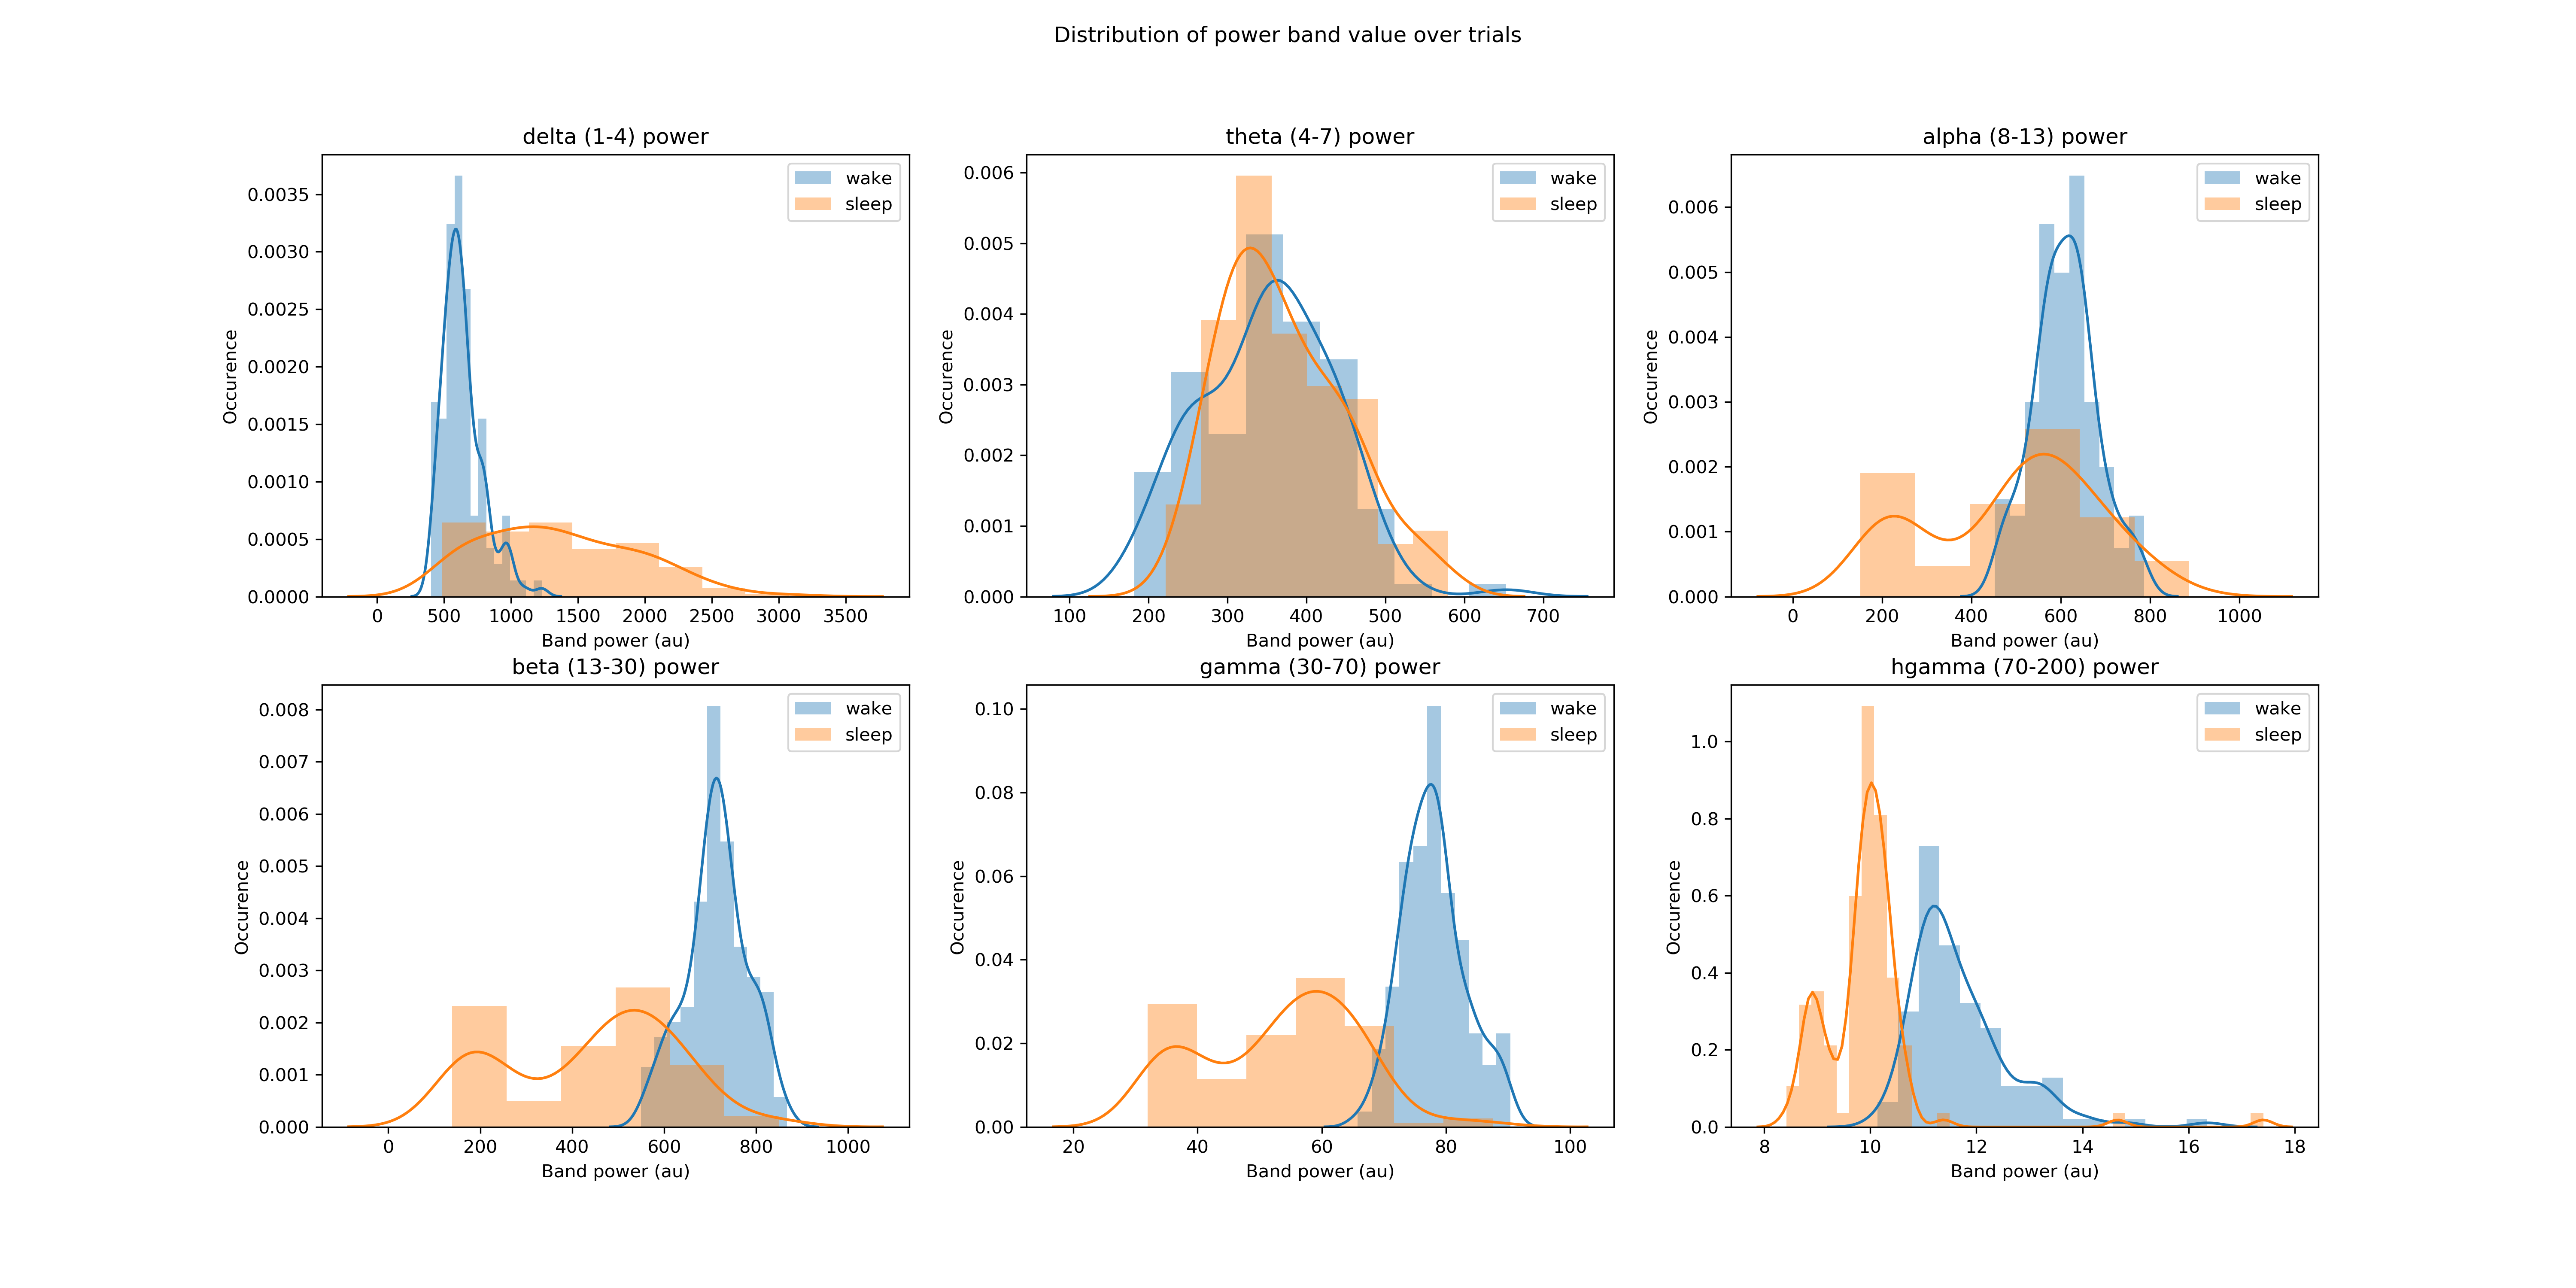 Distribution of power band value over trials
delta (1-4) power
wake
sleep
0.0035
0.0030
0.0025
0.0020
0.0015
0.0010
0.0005
0.0000
Occurence
0 500 1000 1500 2000 2500 3000 3500
Band power (au)
theta (4-7) power
wake
sleep
0.006
0.005
0.004
0.003
0.002
0.001
0.000
Occurence
100 200 300 400 500 600 700
Band power (au)
alpha (8-13) power
wake
sleep
0.006
0.005
0.004
0.003
0.002
0.001
0.000
Occurence
0 200 400 600 800 1000
Band power (au)
beta (13-30) power
wake
sleep
0.008
0.007
0.006
0.005
0.004
0.003
0.002
0.001
0.000
Occurence
0 200 400 600 800 1000
Band power (au)
gamma (30-70) power
wake
sleep
0.10
0.08
0.06
0.04
0.02
0.00
Occurence
20 40 60 80 100
Band power (au)
hgamma (70-200) power
wake
sleep
1.0
0.8
0.6
0.4
0.2
0.0
Occurence
8 10 12 14 16 18
Band power (au)